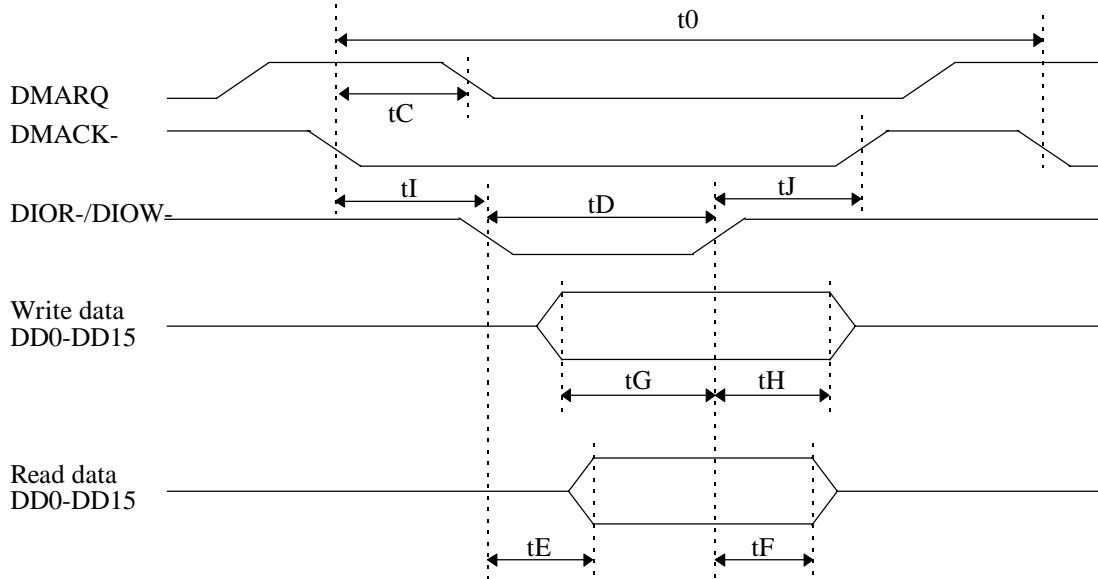 t0
DMARQ
tC
DMACK-
tI
tD
tJ
DIOR-/DIOW-
Write data
DD0-DD15
tG
tH
Read data
DD0-DD15
tE
tF